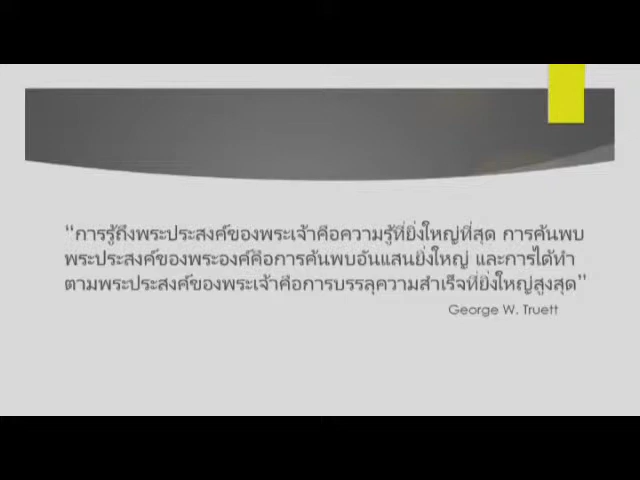 “การรู้ถึงพระประสงค์ของพระเจ้าคือความรู้ที่ยิ่งใหญ่ที่สุด การค้นพบ
พระประสงค์ของพระองค์คือการค้นพบอันแสนยิ่งใหญ่ และการได้ทำ
ตามพระประสงค์ของพระเจ้าคือการบรรลุความสำเร็จที่ยิ่งใหญ่สูงสุด”
George W. Truett